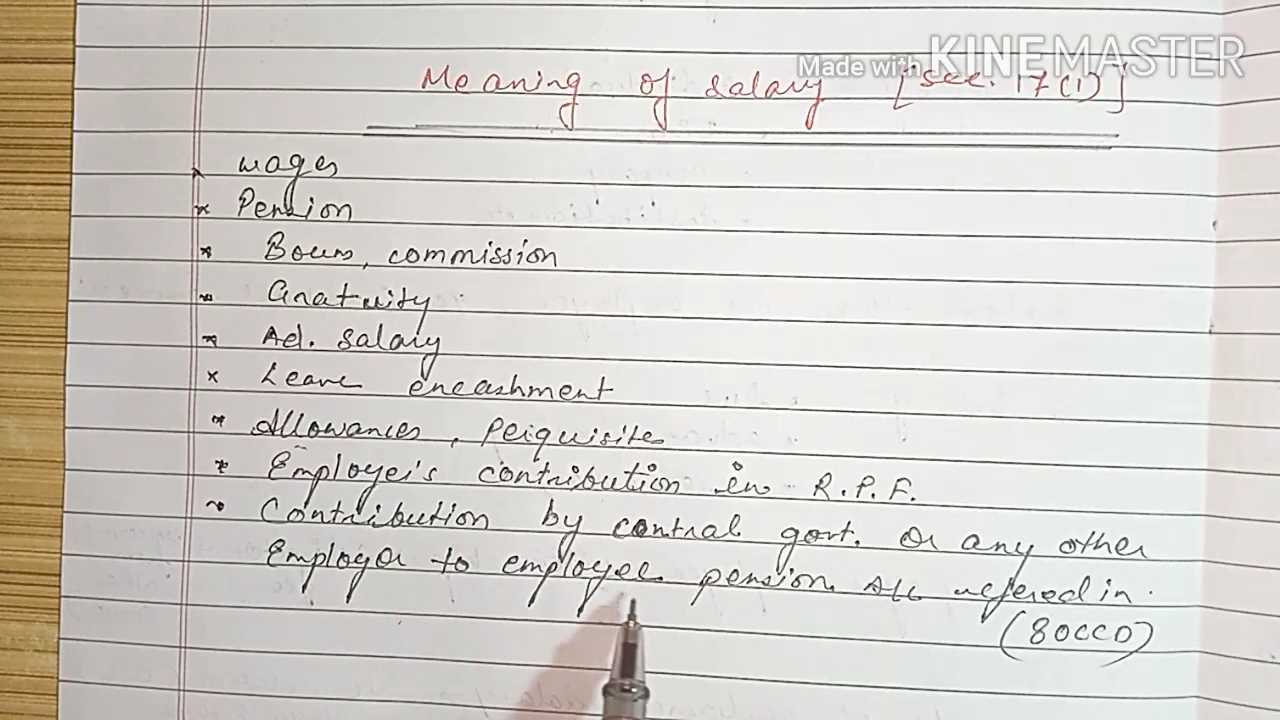 Made with KINEMASTER
Meaning of salary [Sec. 17(1)]
wages
Pension
Bouns, commission
Gratuity
Ad. salary
Leave encashment
Allowances, Perquisites
Employer's contribution in R.P.F.
Contribution by central govt. or any other
Employer to employee pension A/c referred in
(80CCD)